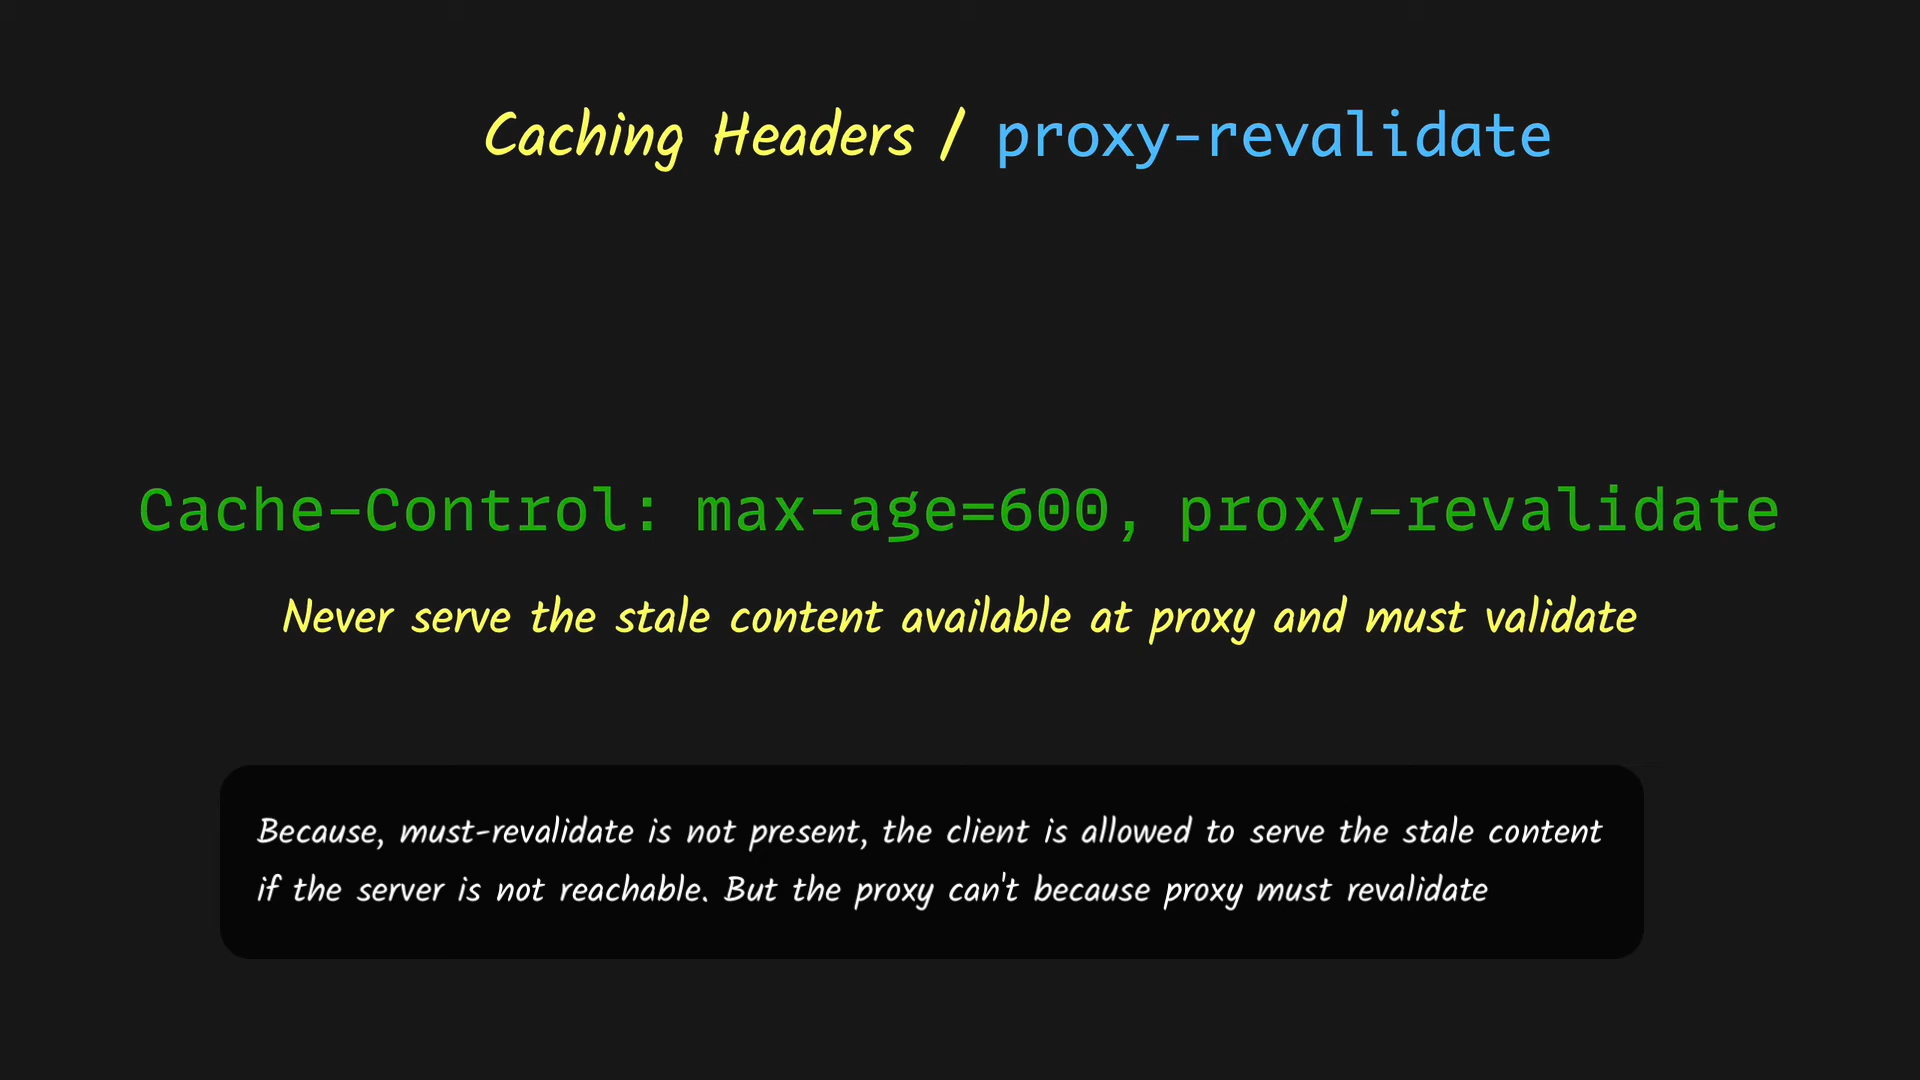 Caching Headers / proxy-revalidate
Cache-Control: max-age=600, proxy-revalidate
Never serve the stale content available at proxy and must validate
Because, must-revalidate is not present, the client is allowed to serve the stale content
if the server is not reachable. But the proxy can't because proxy must revalidate